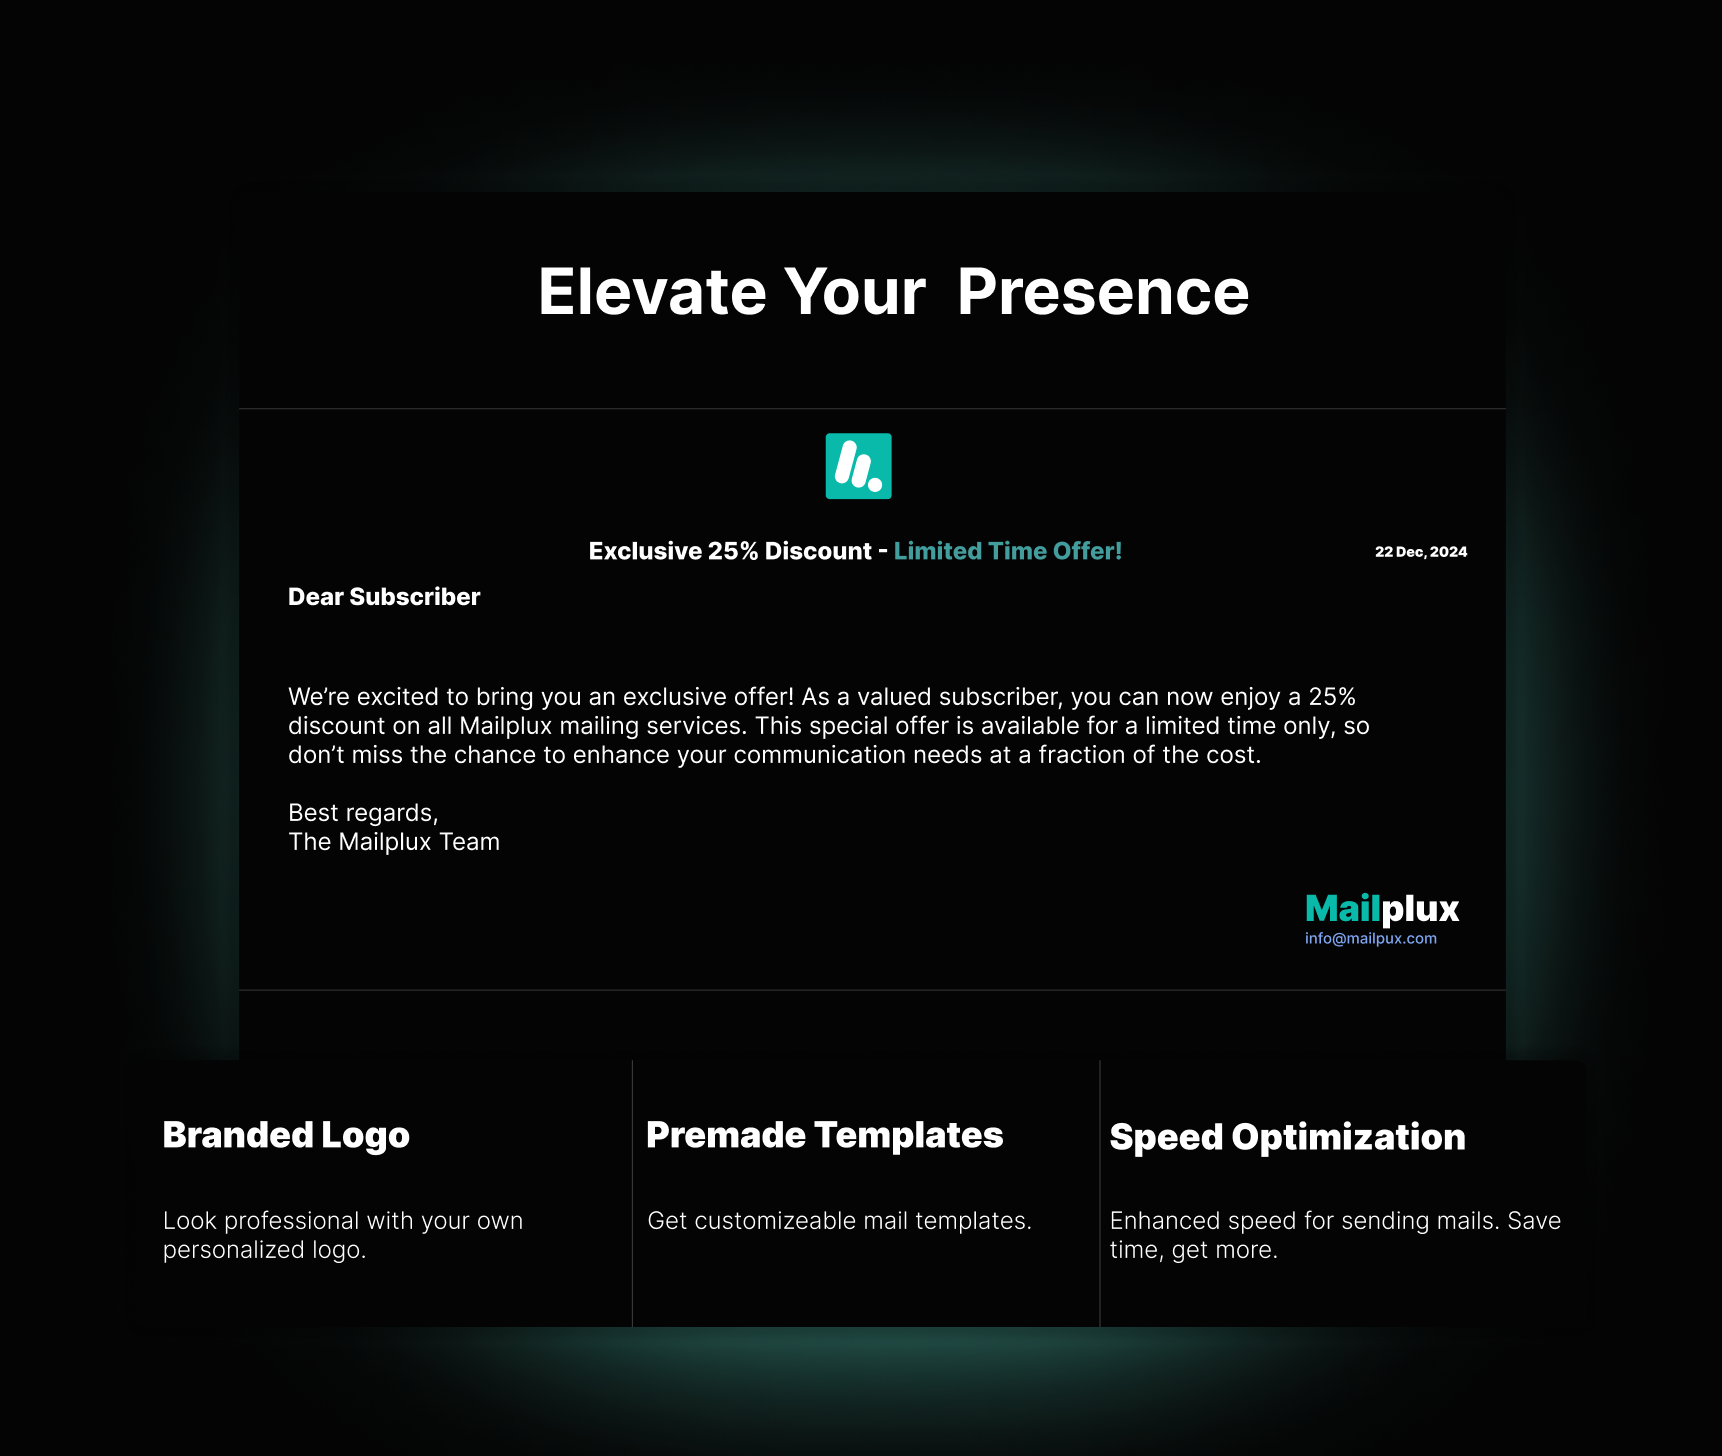 Elevate Your Presence
Exclusive 25% Discount - Limited Time Offer!
22 Dec, 2024
Dear Subscriber
We’re excited to bring you an exclusive offer! As a valued subscriber, you can now enjoy a 25%
discount on all Mailplux mailing services. This special offer is available for a limited time only, so
don’t miss the chance to enhance your communication needs at a fraction of the cost.
Best regards,
The Mailplux Team
Mailplux
info@mailpux.com
Branded Logo
Look professional with your own
personalized logo.
Premade Templates
Get customizeable mail templates.
Speed Optimization
Enhanced speed for sending mails. Save
time, get more.